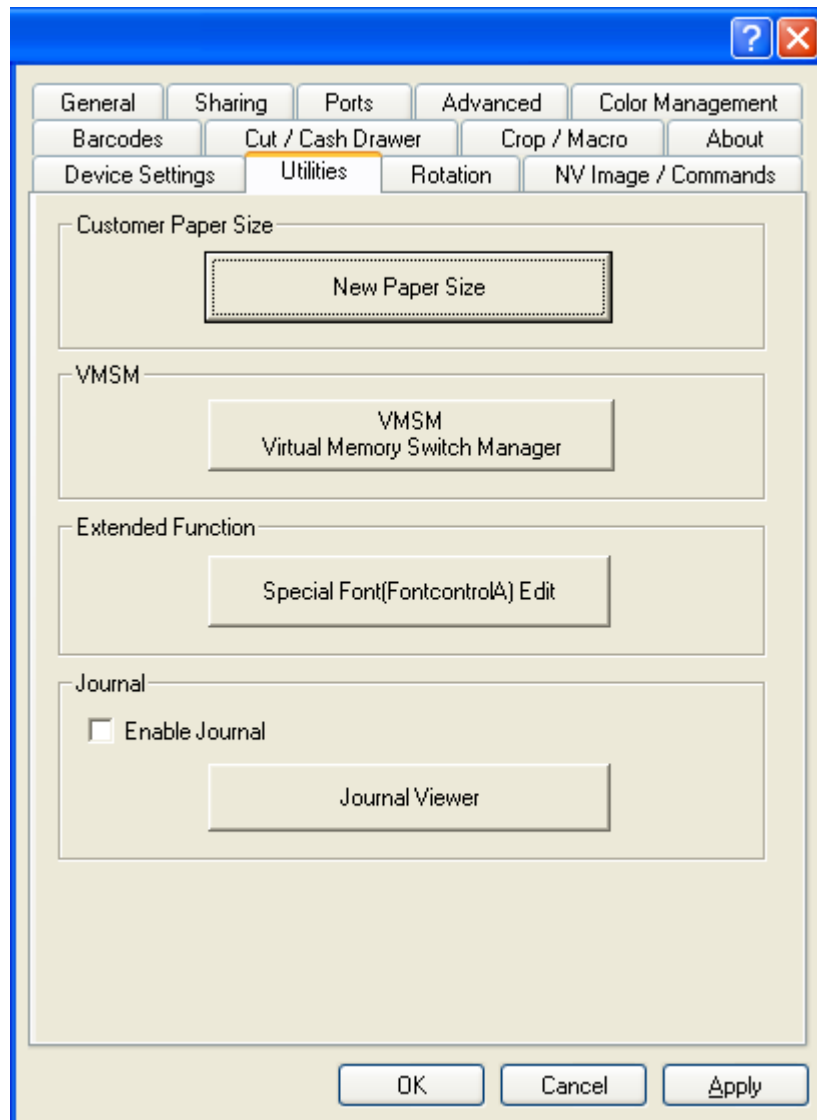 General Sharing Ports Advanced Color Management
Barcodes Cut / Cash Drawer Crop / Macro About
Device Settings Utilities Rotation NV Image / Commands
Customer Paper Size
New Paper Size
VMSM
VMSM
Virtual Memory Switch Manager
Extended Function
Special Font(FontcontrolA) Edit
Journal
Enable Journal
Journal Viewer
OK Cancel Apply